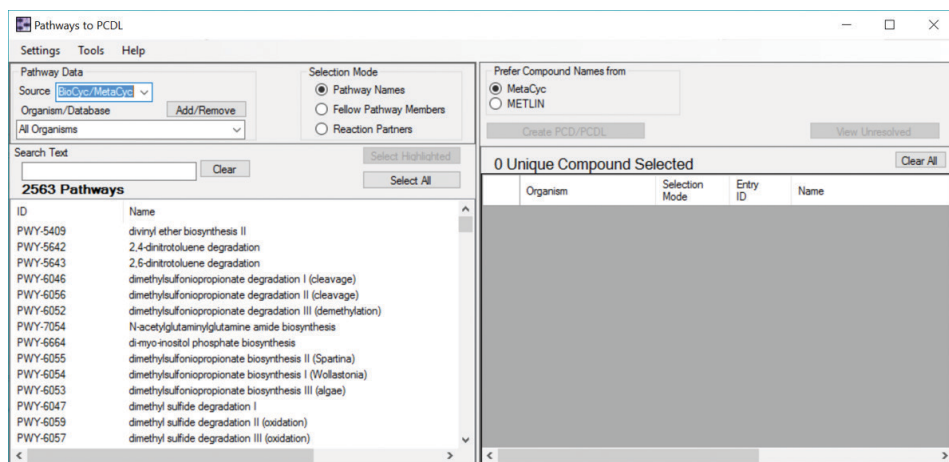 Pathways to PCDL
Settings Tools Help
Pathway Data
Source BioCyc/MetaCyc
Organism/Database Add/Remove
All Organisms
Selection Mode
Pathway Names
Fellow Pathway Members
Reaction Partners
Search Text
Clear
Select Highlighted
Select All
2563 Pathways
ID Name
PWY-5409 divinyl ether biosynthesis II
PWY-5642 2,4-dinitrotoluene degradation
PWY-5643 2,6-dinitrotoluene degradation
PWY-6046 dimethylsulfoniopropionate degradation I (cleavage)
PWY-6056 dimethylsulfoniopropionate degradation II (cleavage)
PWY-6052 dimethylsulfoniopropionate degradation III (demethylation)
PWY-7054 N-acetylglutaminylglutamine amide biosynthesis
PWY-6664 di-myo-inositol phosphate biosynthesis
PWY-6055 dimethylsulfoniopropionate biosynthesis II (Spartina)
PWY-6054 dimethylsulfoniopropionate biosynthesis I (Wollastonia)
PWY-6053 dimethylsulfoniopropionate biosynthesis III (algae)
PWY-6047 dimethyl sulfide degradation I
PWY-6059 dimethyl sulfide degradation II (oxidation)
PWY-6057 dimethyl sulfide degradation III (oxidation)
Prefer Compound Names from
MetaCyc
METLIN
Create PCD/PCDL View Unresolved
0 Unique Compound Selected Clear All
Organism Selection Mode Entry ID Name